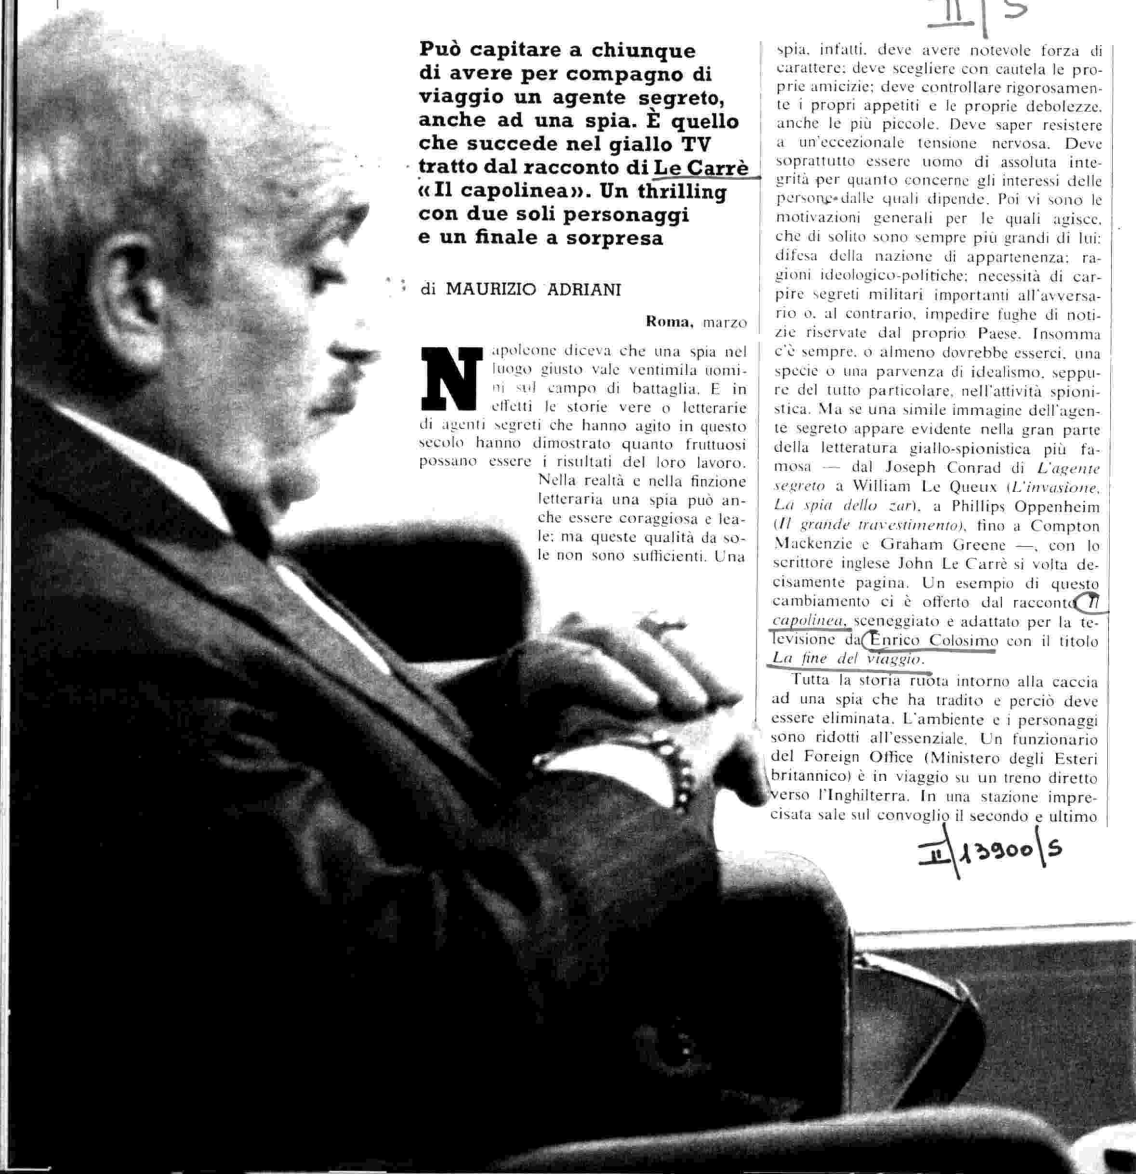 II/S
Può capitare a chiunque
di avere per compagno di
viaggio un agente segreto,
anche ad una spia. È quello
che succede nel giallo TV
tratto dal racconto di Le Carrè
«Il capolinea». Un thrilling
con due soli personaggi
e un finale a sorpresa
di MAURIZIO ADRIANI
Roma, marzo
Napoleone diceva che una spia nel
luogo giusto vale ventimila uomi-
ni sul campo di battaglia. E in
effetti le storie vere o letterarie
di agenti segreti che hanno agito in questo
secolo hanno dimostrato quanto fruttuosi
possano essere i risultati del loro lavoro.
Nella realtà e nella finzione
letteraria una spia può an-
che essere coraggiosa e lea-
le; ma queste qualità da so-
le non sono sufficienti. Una
spia, infatti, deve avere notevole forza di
carattere; deve scegliere con cautela le pro-
prie amicizie; deve controllare rigorosamen-
te i propri appetiti e le proprie debolezze,
anche le più piccole. Deve saper resistere
a un'eccezionale tensione nervosa. Deve
soprattutto essere uomo di assoluta inte-
grità per quanto concerne gli interessi delle
persone dalle quali dipende. Poi vi sono le
motivazioni generali per le quali agisce,
che di solito sono sempre più grandi di lui:
difesa della nazione di appartenenza; ra-
gioni ideologico-politiche; necessità di car-
pire segreti militari importanti all'avversa-
rio o, al contrario, impedire fughe di noti-
zie riservate dal proprio Paese. Insomma
c'è sempre, o almeno dovrebbe esserci, una
specie o una parvenza di idealismo, seppu-
re del tutto particolare, nell'attività spioni-
stica. Ma se una simile immagine dell'agen-
te segreto appare evidente nella gran parte
della letteratura giallo-spionistica più fa-
mosa — dal Joseph Conrad di L'agente
segreto a William Le Queux (L'invasione,
La spia dello zar), a Phillips Oppenheim
(Il grande travestimento), fino a Compton
Mackenzie e Graham Greene —, con lo
scrittore inglese John Le Carrè si volta de-
cisamente pagina. Un esempio di questo
cambiamento ci è offerto dal racconto Il
capolinea, sceneggiato e adattato per la te-
levisione da Enrico Colosimo con il titolo
La fine del viaggio.
Tutta la storia ruota intorno alla caccia
ad una spia che ha tradito e perciò deve
essere eliminata. L'ambiente e i personaggi
sono ridotti all'essenziale. Un funzionario
del Foreign Office (Ministero degli Esteri
britannico) è in viaggio su un treno diretto
verso l'Inghilterra. In una stazione impre-
cisata sale sul convoglio il secondo e ultimo
II/13900/S